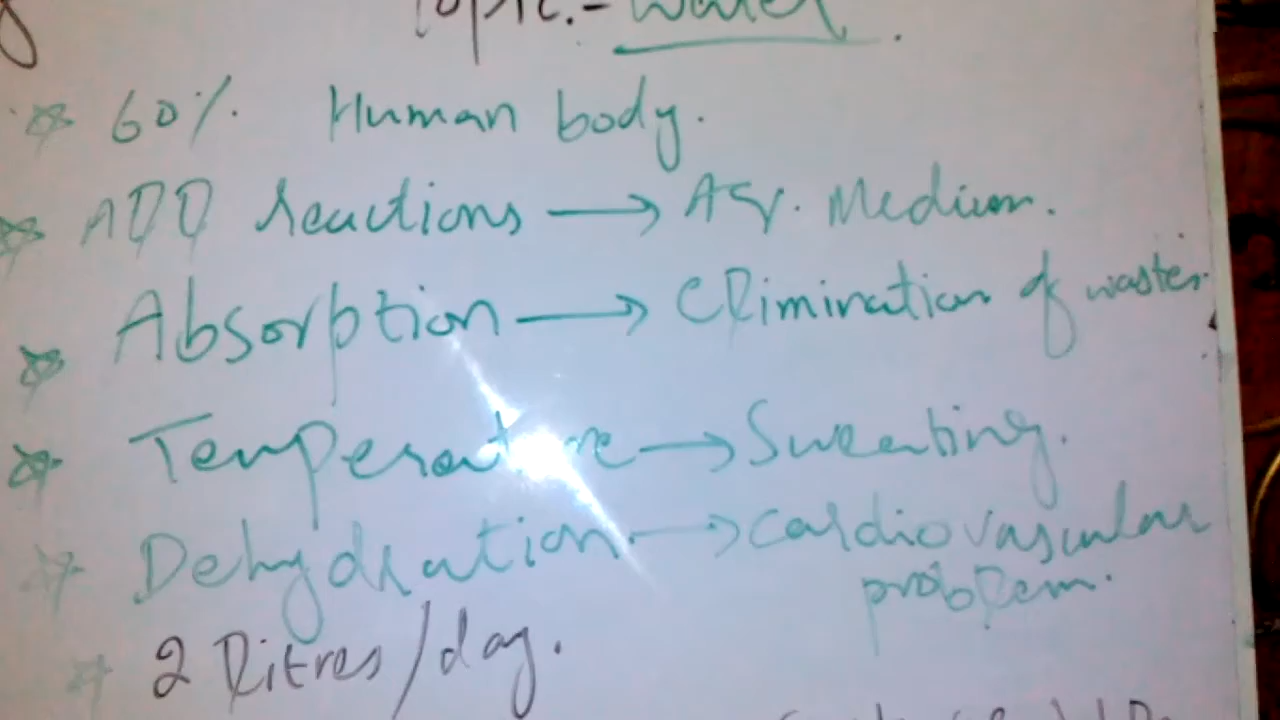 Topic.- Water.
60% Human body.
All reactions → Aq. Medium.
Absorption → Elimination of wastes.
Temperature → Sweating.
Dehydration → cardiovascular
problem.
2 litres/day.